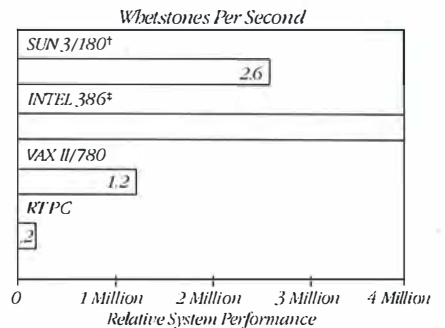 Whetstones Per Second
SUN 3/180†
2.6
INTEL 386‡
VAX II/780
1.2
RT PC
.2
0 1 Million 2 Million 3 Million 4 Million
Relative System Performance